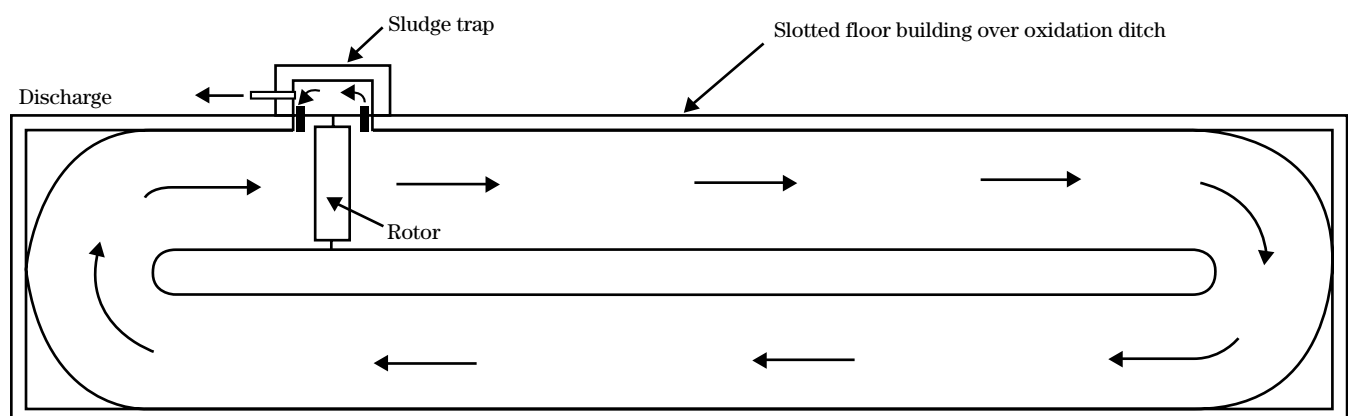 Sludge trap
Slotted floor building over oxidation ditch
Discharge
Rotor